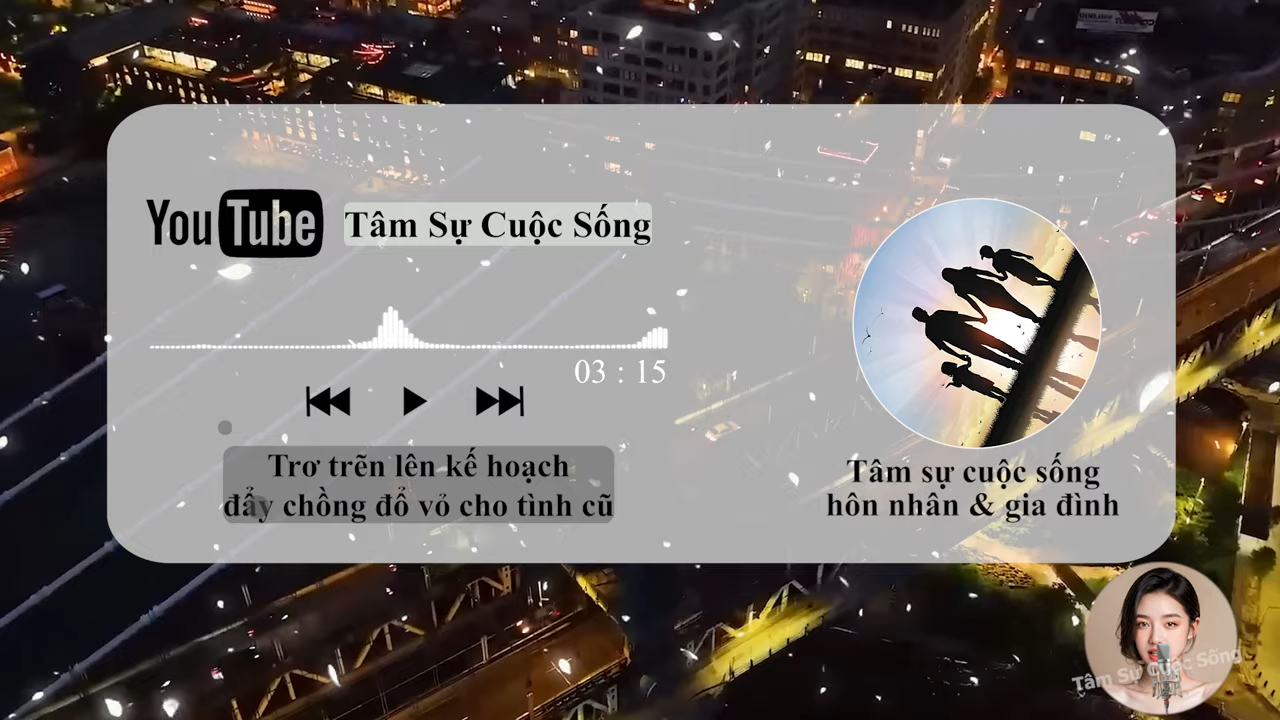 YouTube
Tâm Sự Cuộc Sống
03 : 15
Trơ trẽn lên kế hoạch
đẩy chồng đổ vỏ cho tình cũ
Tâm sự cuộc sống
hôn nhân & gia đình
Tâm Sự Cuộc Sống